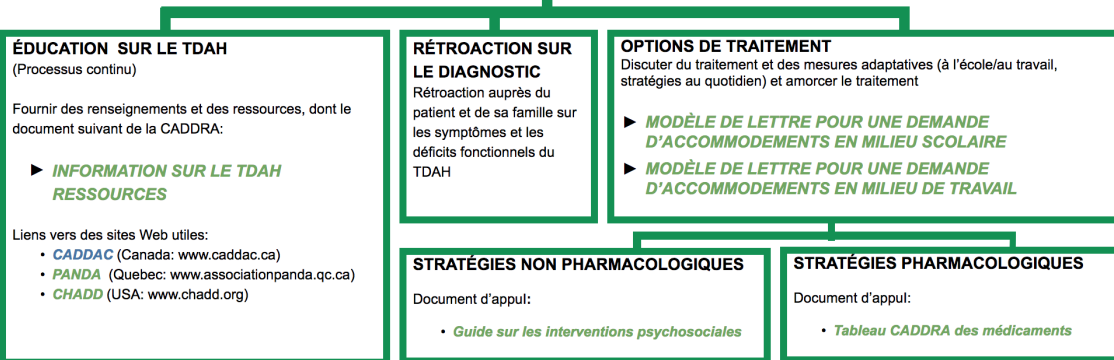 ÉDUCATION SUR LE TDAH
(Processus continu)
Fournir des renseignements et des ressources, dont le
document suivant de la CADDRA:
► INFORMATION SUR LE TDAH
RESSOURCES
Liens vers des sites Web utiles:
• CADDAC (Canada: www.caddac.ca)
• PANDA (Quebec: www.associationpanda.qc.ca)
• CHADD (USA: www.chadd.org)
RÉTROACTION SUR
LE DIAGNOSTIC
Rétroaction auprès du
patient et de sa famille sur
les symptômes et les
déficits fonctionnels du
TDAH
OPTIONS DE TRAITEMENT
Discuter du traitement et des mesures adaptatives (à l'école/au travail,
stratégies au quotidien) et amorcer le traitement
► MODÈLE DE LETTRE POUR UNE DEMANDE
D'ACCOMMODEMENTS EN MILIEU SCOLAIRE
► MODÈLE DE LETTRE POUR UNE DEMANDE
D'ACCOMMODEMENTS EN MILIEU DE TRAVAIL
STRATÉGIES NON PHARMACOLOGIQUES
Document d'appul:
• Guide sur les interventions psychosociales
STRATÉGIES PHARMACOLOGIQUES
Document d'appul:
• Tableau CADDRA des médicaments